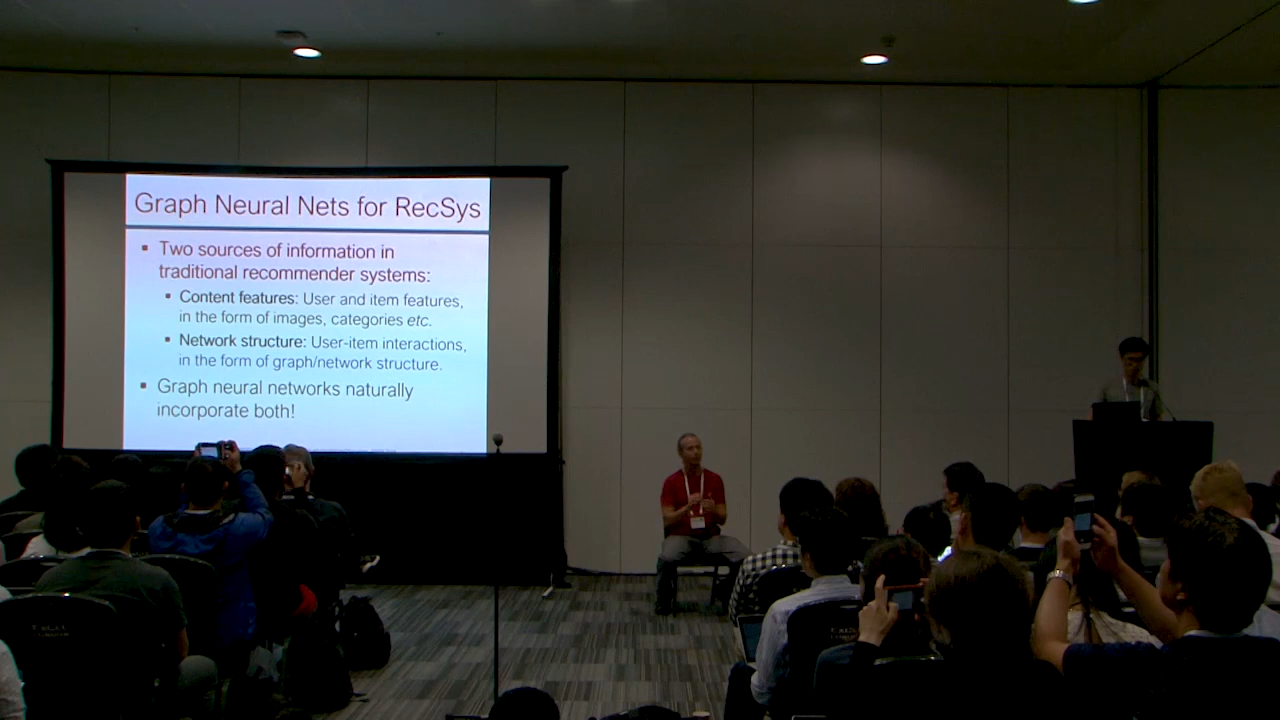 Graph Neural Nets for RecSys
▪ Two sources of information in
traditional recommender systems:
▪ Content features: User and item features,
in the form of images, categories etc.
▪ Network structure: User-item interactions,
in the form of graph/network structure.
▪ Graph neural networks naturally
incorporate both!